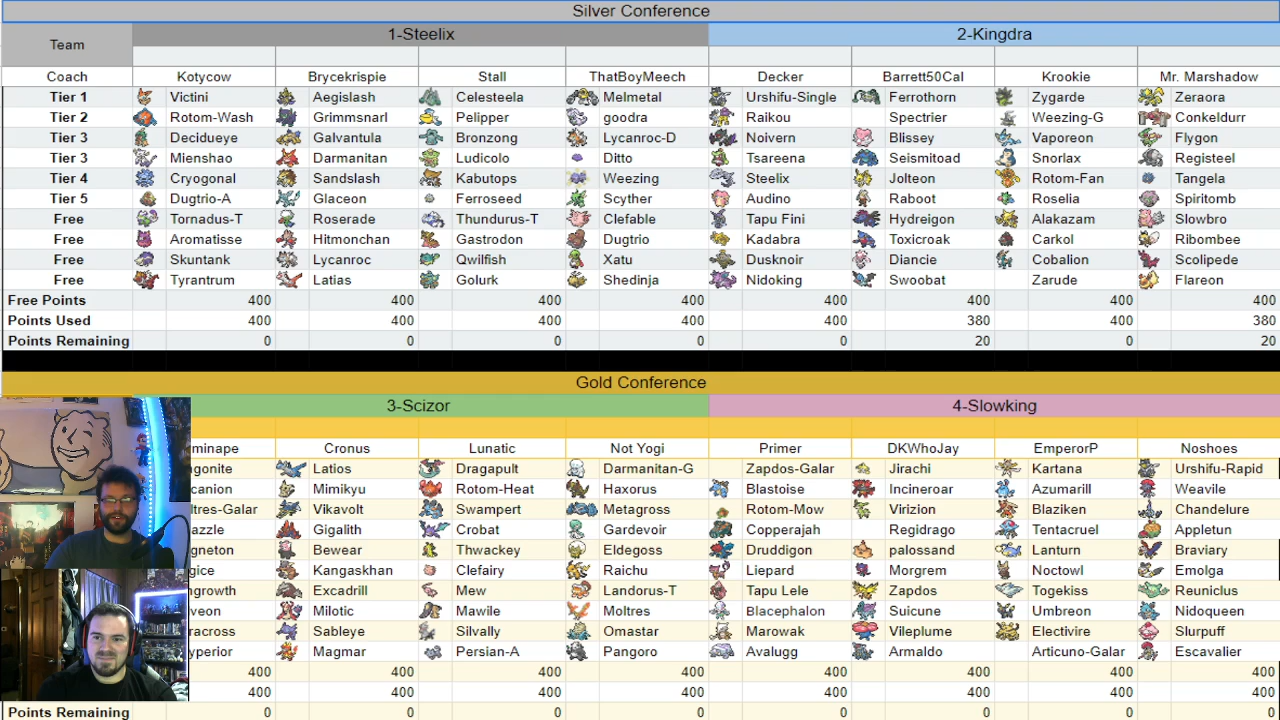 Silver Conference
Team 1-Steelix 2-Kingdra
Coach Kotycow Brycekrispie Stall ThatBoyMeech Decker Barrett50Cal Krookie Mr. Marshadow
Tier 1 Victini Aegislash Celesteela Melmetal Urshifu-Single Ferrothorn Zygarde Zeraora
Tier 2 Rotom-Wash Grimmsnarl Pelipper goodra Raikou Spectrier Weezing-G Conkeldurr
Tier 3 Decidueye Galvantula Bronzong Lycanroc-D Noivern Blissey Vaporeon Flygon
Tier 3 Mienshao Darmanitan Ludicolo Ditto Tsareena Seismitoad Snorlax Registeel
Tier 4 Cryogonal Sandslash Kabutops Weezing Steelix Jolteon Rotom-Fan Tangela
Tier 5 Dugtrio-A Glaceon Ferroseed Scyther Audino Raboot Roselia Spiritomb
Free Tornadus-T Roserade Thundurus-T Clefable Tapu Fini Hydreigon Alakazam Slowbro
Free Aromatisse Hitmonchan Gastrodon Dugtrio Kadabra Toxicroak Carkol Ribombee
Free Skuntank Lycanroc Qwilfish Xatu Dusknoir Diancie Cobalion Scolipede
Free Tyrantrum Latias Golurk Shedinja Nidoking Swoobat Zarude Flareon
Free Points 400 400 400 400 400 400 400 400
Points Used 400 400 400 400 400 380 400 380
Points Remaining 0 0 0 0 0 20 0 20
Gold Conference
3-Scizor 4-Slowking
minape Cronus Lunatic Not Yogi Primer DKWhoJay EmperorP Noshoes
agonite Latios Dragapult Darmanitan-G Zapdos-Galar Jirachi Kartana Urshifu-Rapid
canion Mimikyu Rotom-Heat Haxorus Blastoise Incineroar Azumarill Weavile
ltres-Galar Vikavolt Swampert Metagross Rotom-Mow Virizion Blaziken Chandelure
azzle Gigalith Crobat Gardevoir Copperajah Regidrago Tentacruel Appletun
gneton Bewear Thwackey Eldegoss Druddigon palossand Lanturn Braviary
gice Kangaskhan Clefairy Raichu Liepard Morgrem Noctowl Emolga
ngrowth Excadrill Mew Landorus-T Tapu Lele Zapdos Togekiss Reuniclus
lveon Milotic Mawile Moltres Blacephalon Suicune Umbreon Nidoqueen
racross Sableye Silvally Omastar Marowak Vileplume Electivire Slurpuff
yperior Magmar Persian-A Pangoro Avalugg Armaldo Articuno-Galar Escavalier
400 400 400 400 400 400 400 400
400 400 400 400 400 400 400 400
Points Remaining 0 0 0 0 0 0 0 0